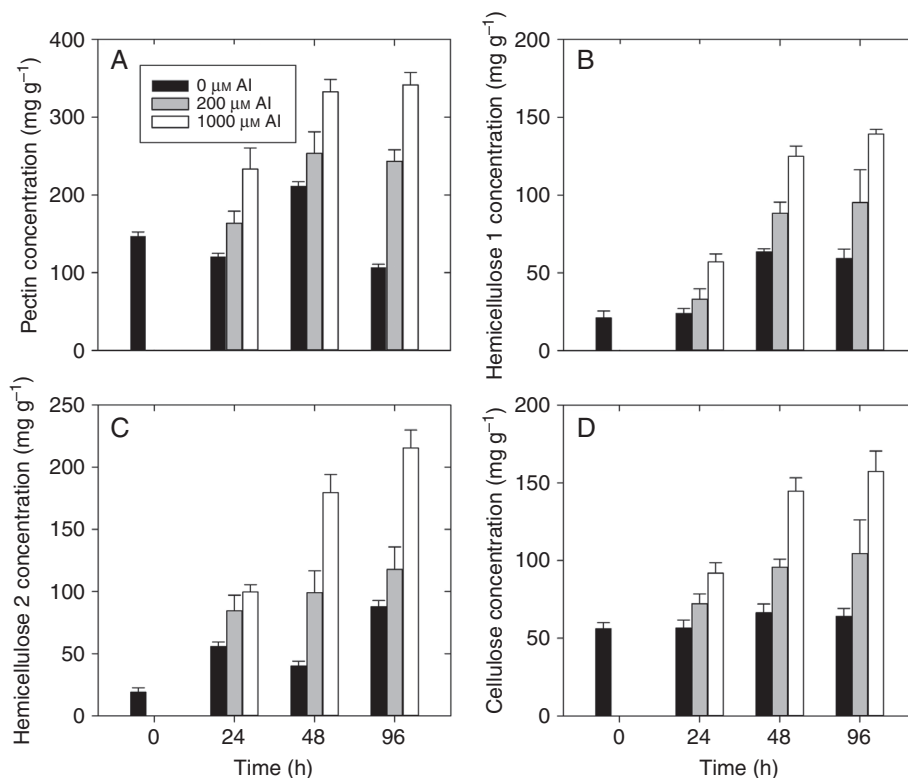 A
Pectin concentration (mg g⁻¹)
400
300
200
100
0
0 μM Al
200 μM Al
1000 μM Al
B
Hemicellulose 1 concentration (mg g⁻¹)
200
150
100
50
0
C
Hemicellulose 2 concentration (mg g⁻¹)
250
200
150
100
50
0
0 24 48 96
Time (h)
D
Cellulose concentration (mg g⁻¹)
200
150
100
50
0
0 24 48 96
Time (h)